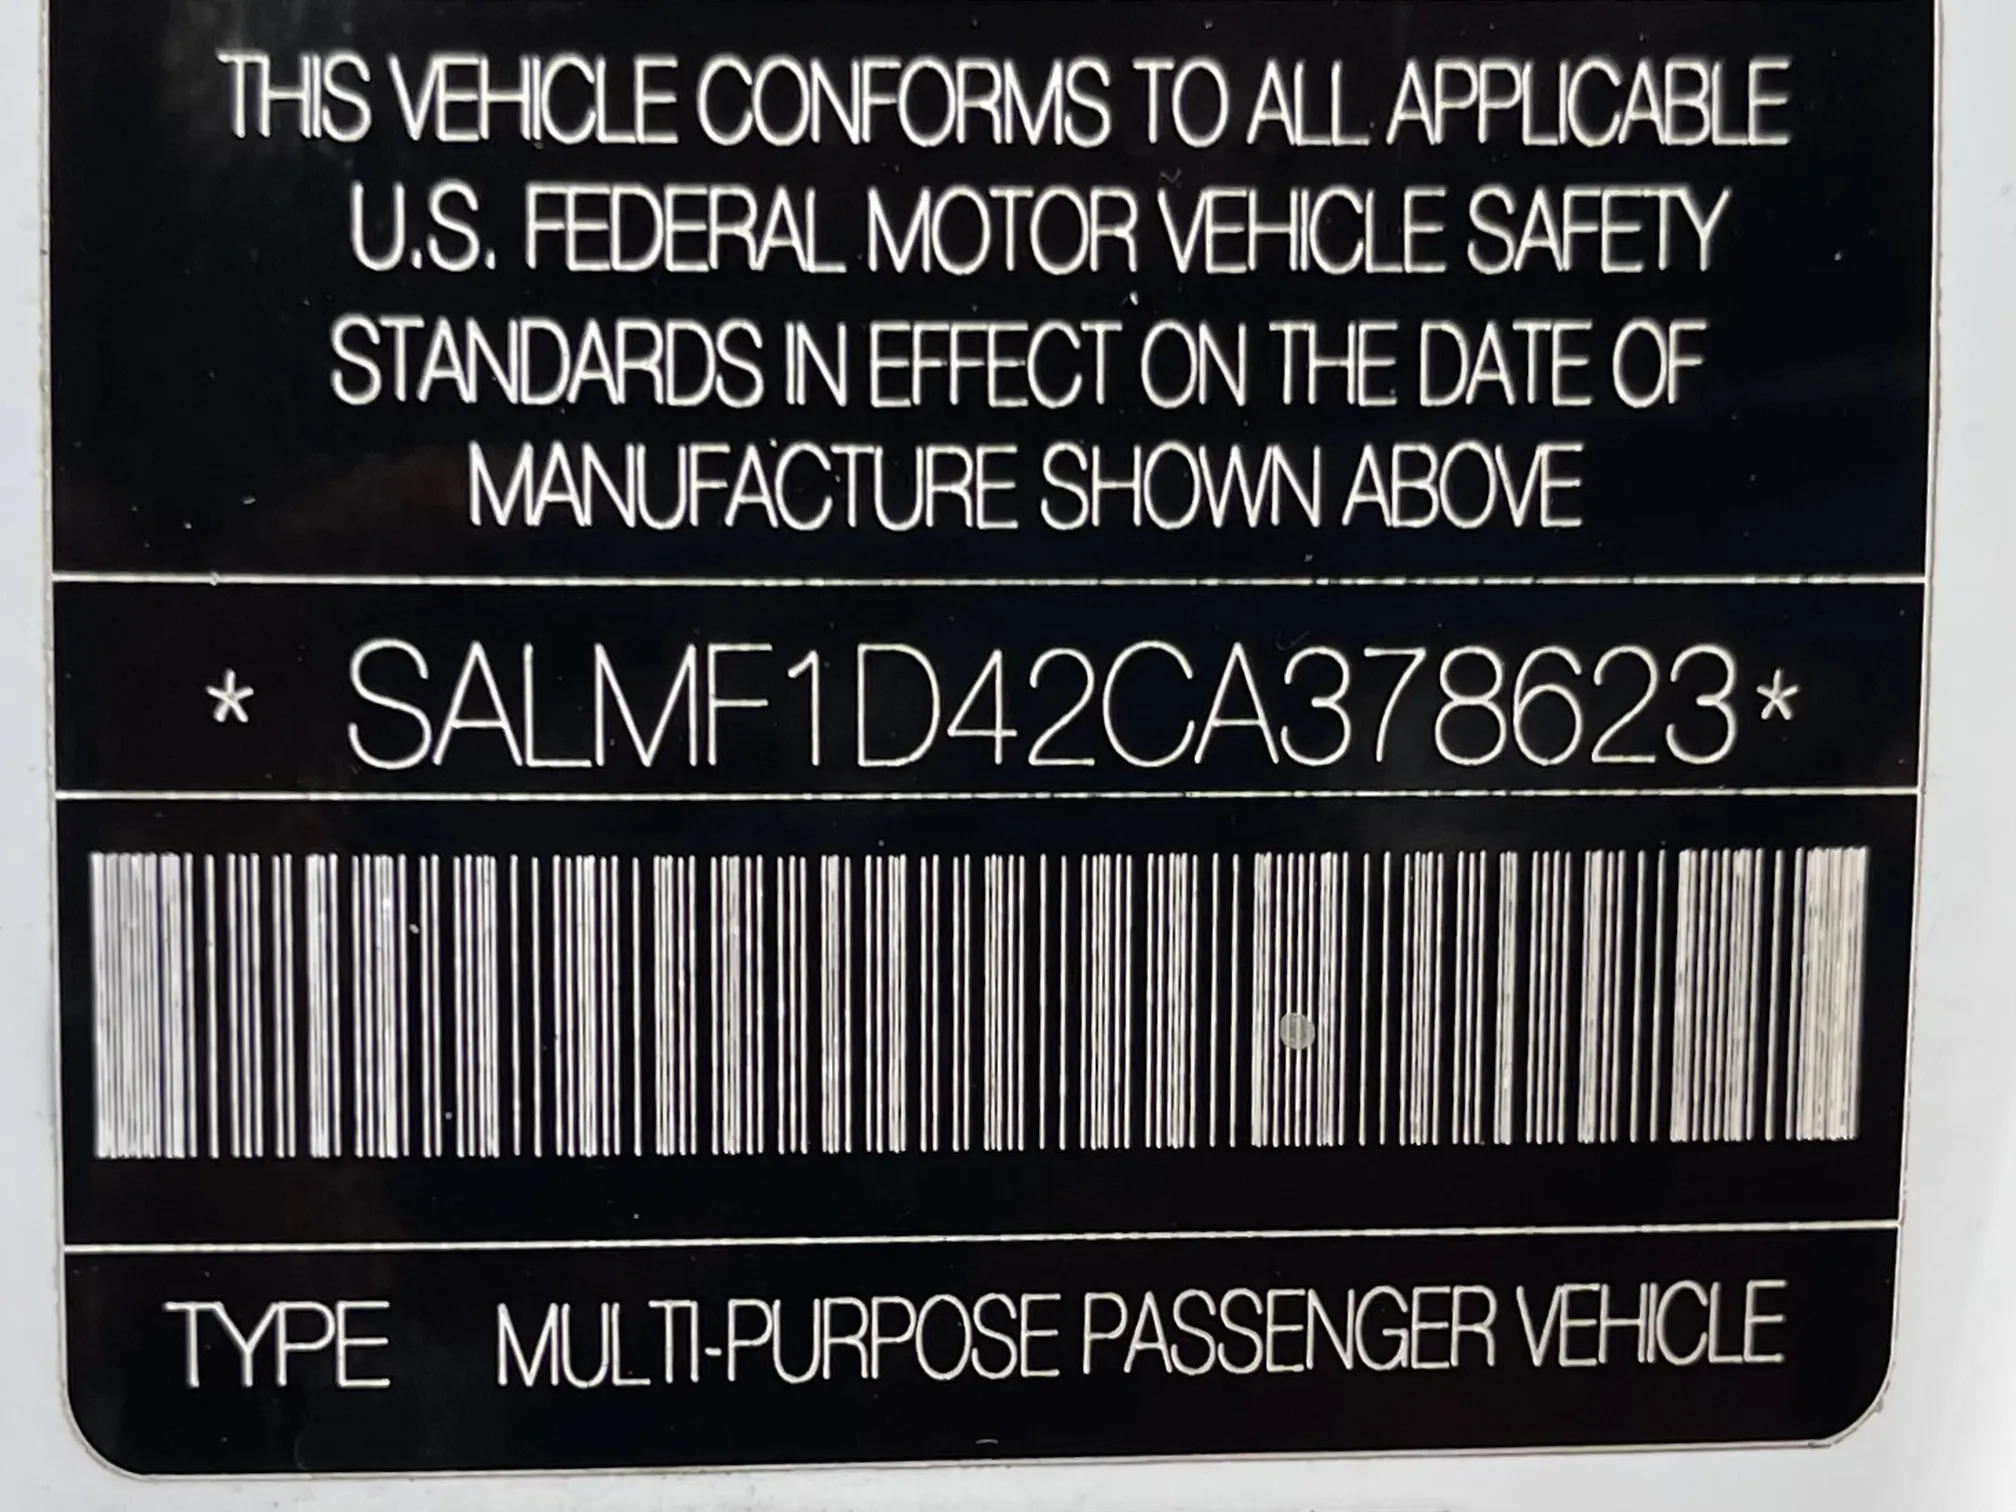 THIS VEHICLE CONFORMS TO ALL APPLICABLE
U.S. FEDERAL MOTOR VEHICLE SAFETY
STANDARDS IN EFFECT ON THE DATE OF
MANUFACTURE SHOWN ABOVE
* SALMF1D42CA378623*
TYPE MULTI-PURPOSE PASSENGER VEHICLE